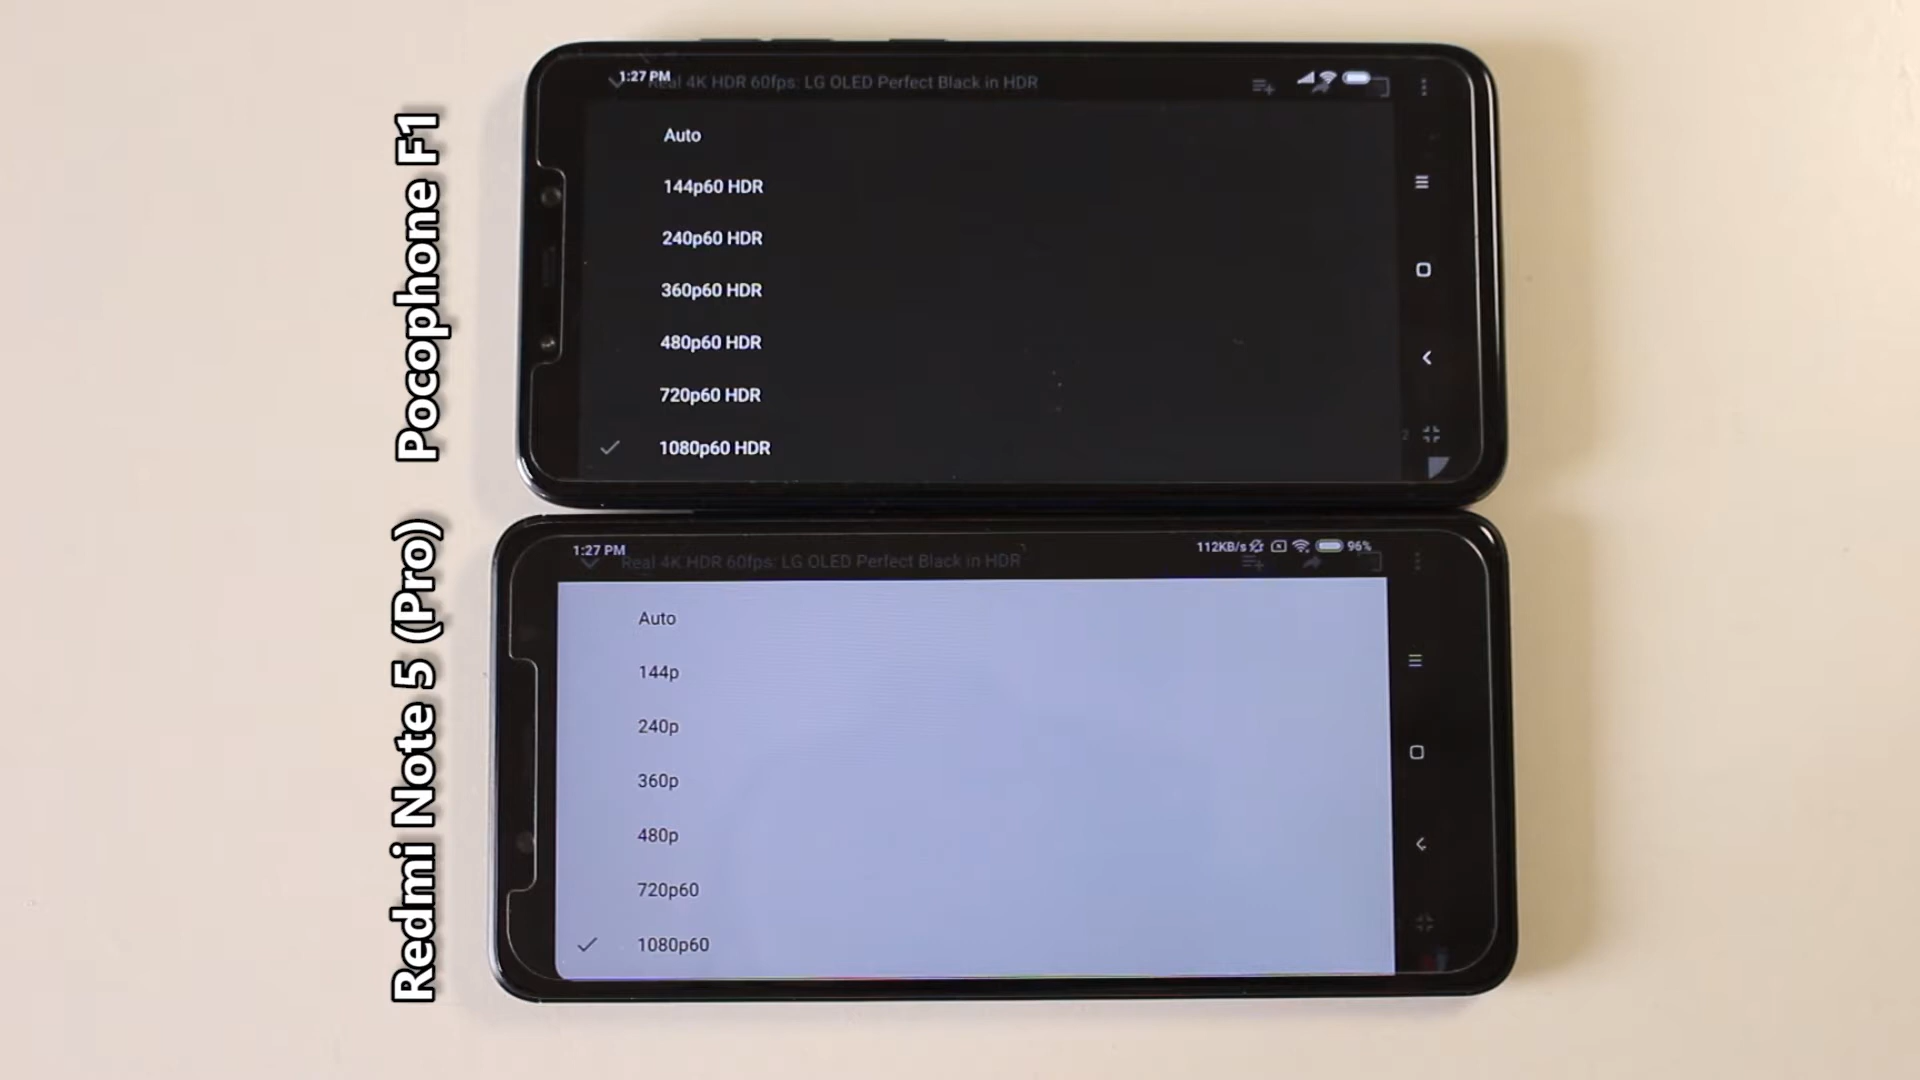 Pocophone F1
1:27 PM
Real 4K HDR 60fps: LG OLED Perfect Black in HDR
Auto
144p60 HDR
240p60 HDR
360p60 HDR
480p60 HDR
720p60 HDR
1080p60 HDR
Redmi Note 5 (Pro)
1:27 PM
112KB/s
96%
Real 4K HDR 60fps: LG OLED Perfect Black in HDR
Auto
144p
240p
360p
480p
720p60
1080p60